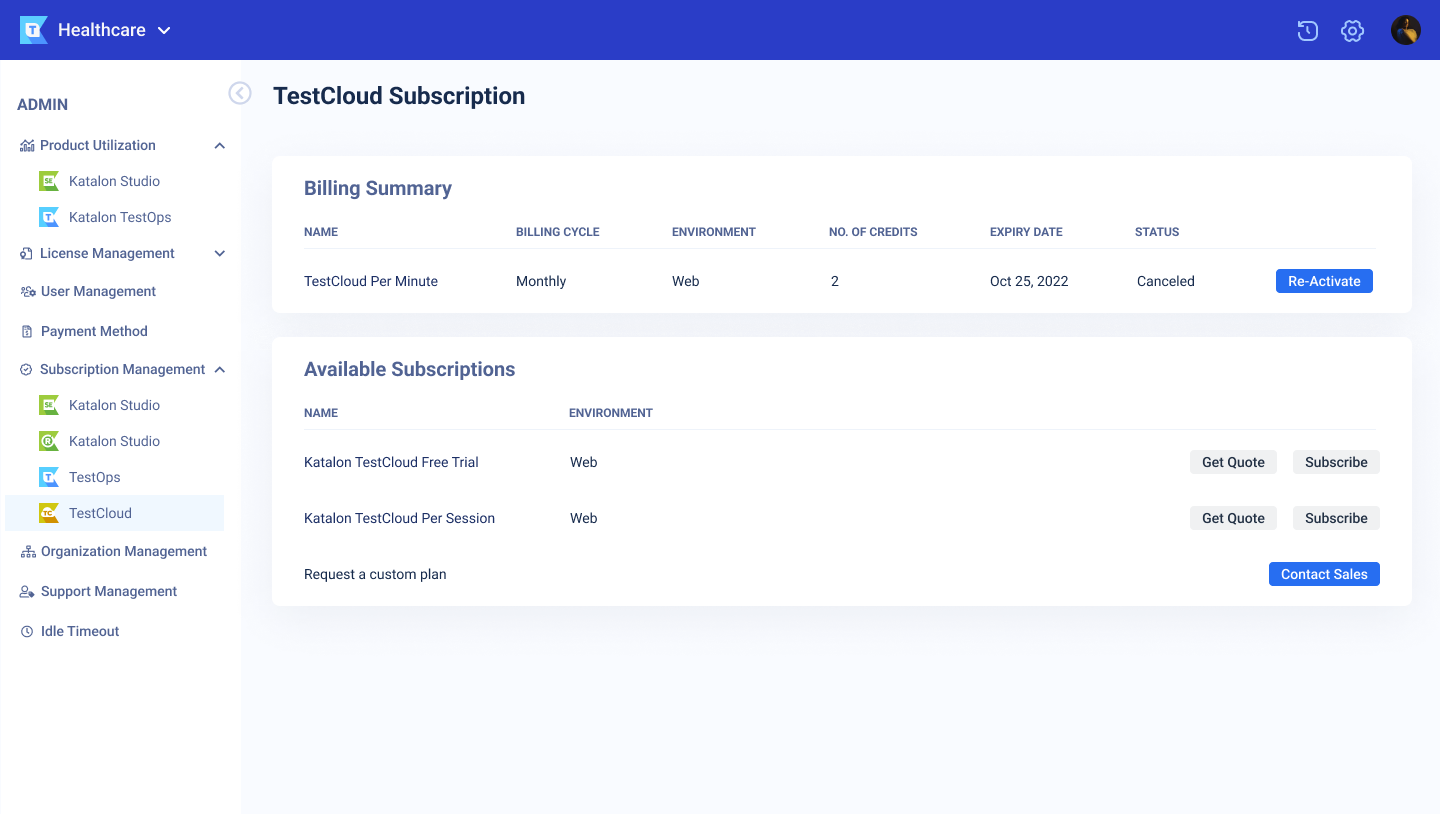 Healthcare
ADMIN
Product Utilization
Katalon Studio
Katalon TestOps
License Management
User Management
Payment Method
Subscription Management
Katalon Studio
Katalon Studio
TestOps
TestCloud
Organization Management
Support Management
Idle Timeout
TestCloud Subscription
Billing Summary
NAME BILLING CYCLE ENVIRONMENT NO. OF CREDITS EXPIRY DATE STATUS
TestCloud Per Minute Monthly Web 2 Oct 25, 2022 Canceled Re-Activate
Available Subscriptions
NAME ENVIRONMENT
Katalon TestCloud Free Trial Web Get Quote Subscribe
Katalon TestCloud Per Session Web Get Quote Subscribe
Request a custom plan Contact Sales